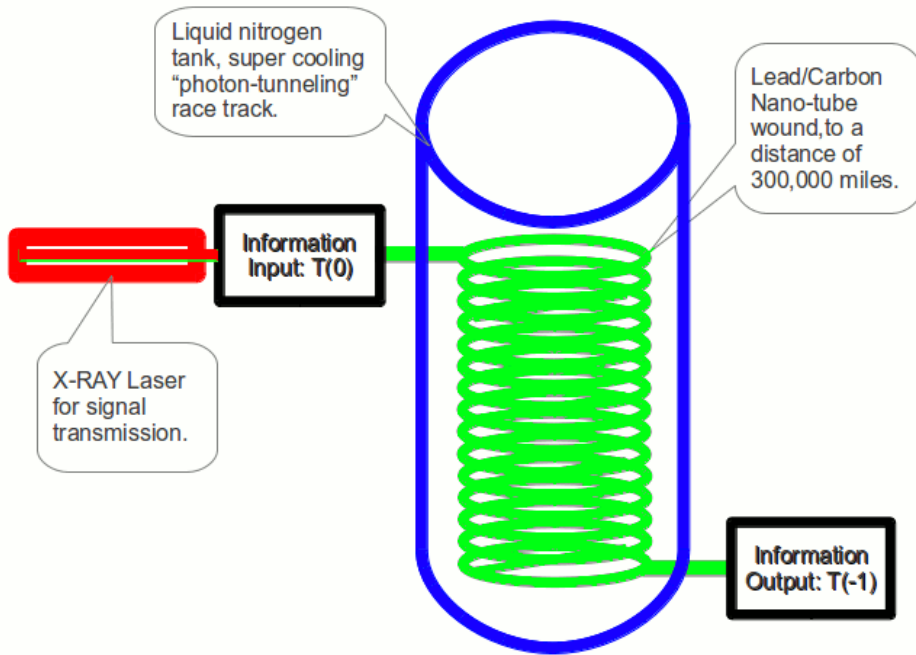 Liquid nitrogen
tank, super cooling
“photon-tunneling”
race track.
Lead/Carbon
Nano-tube
wound,to a
distance of
300,000 miles.
Information
Input: T(0)
X-RAY Laser
for signal
transmission.
Information
Output: T(-1)